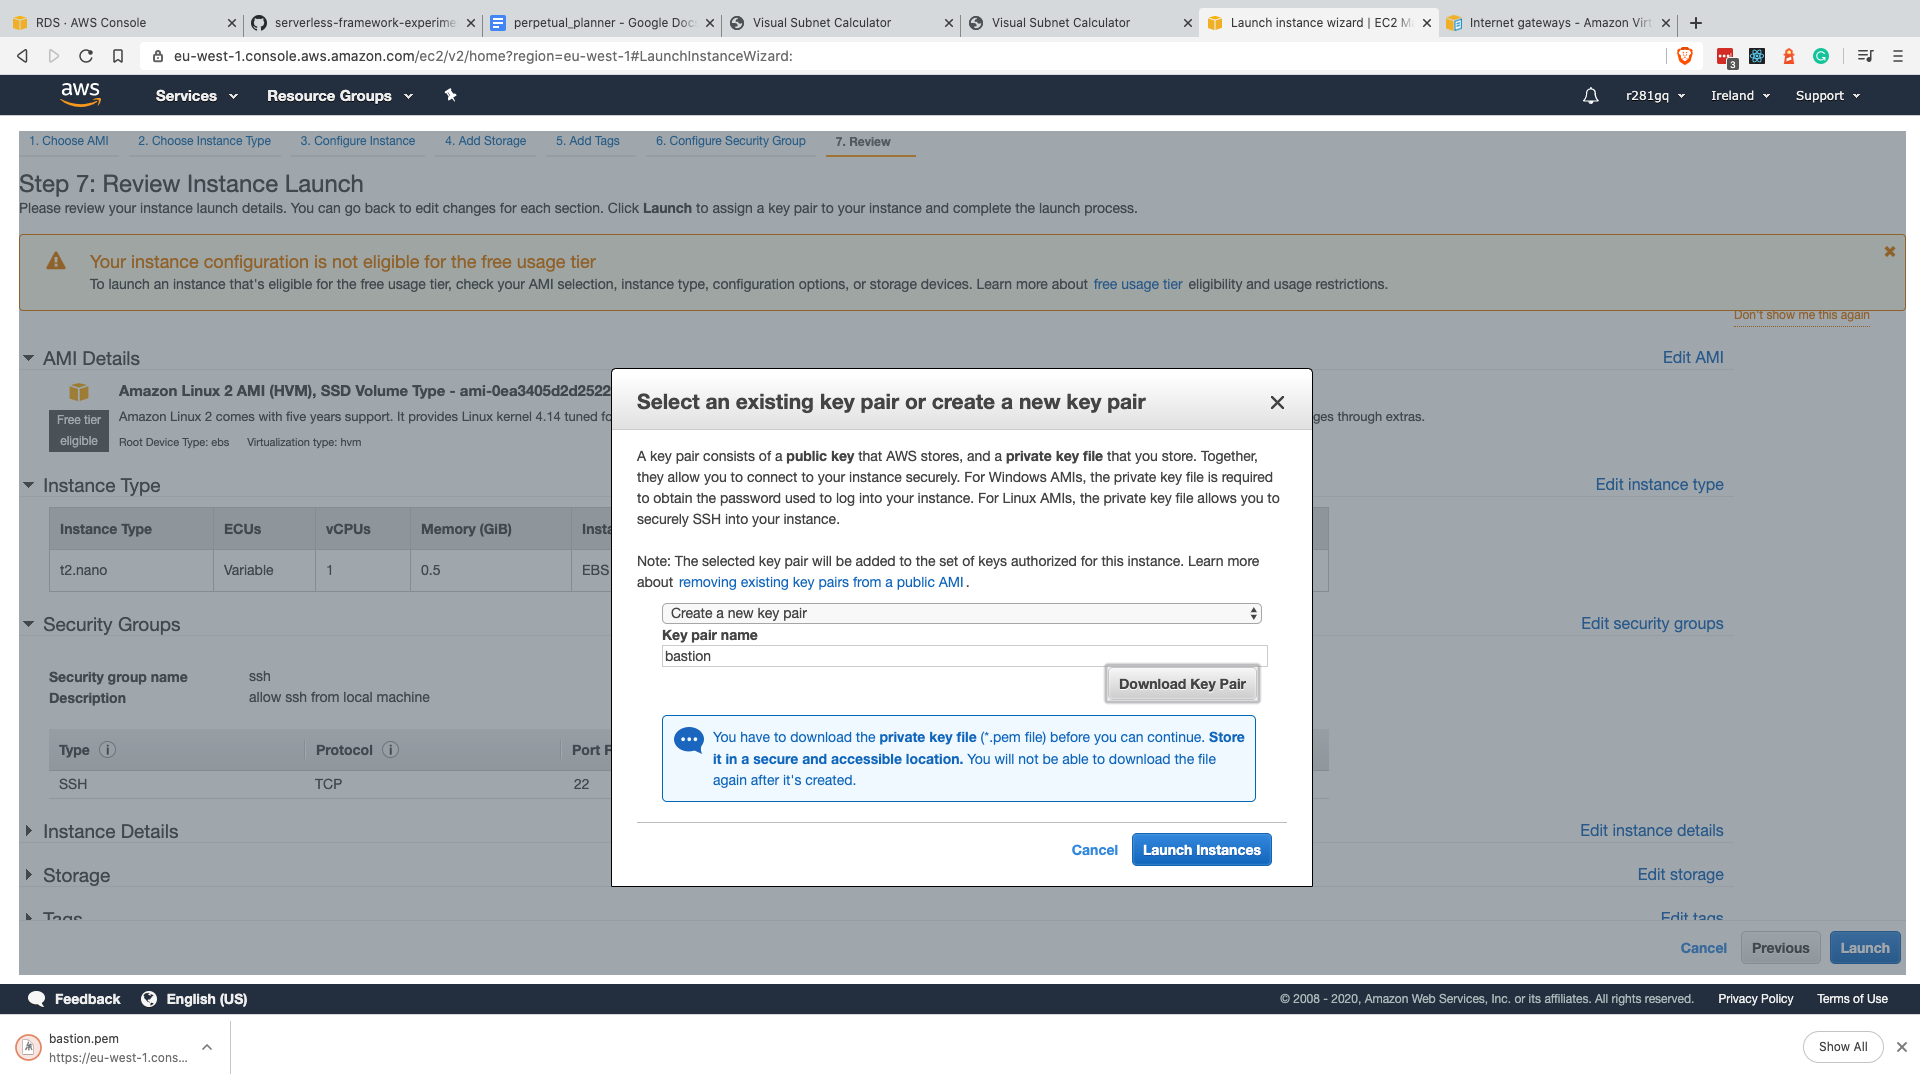 RDS · AWS Console
serverless-framework-experime
perpetual_planner - Google Doc
Visual Subnet Calculator
Visual Subnet Calculator
Launch instance wizard | EC2 M
Internet gateways - Amazon Virt
eu-west-1.console.aws.amazon.com/ec2/v2/home?region=eu-west-1#LaunchInstanceWizard:
3
aws
Services
Resource Groups
r281gq
Ireland
Support
1. Choose AMI
2. Choose Instance Type
3. Configure Instance
4. Add Storage
5. Add Tags
6. Configure Security Group
7. Review
Step 7: Review Instance Launch
Please review your instance launch details. You can go back to edit changes for each section. Click Launch to assign a key pair to your instance and complete the launch process.
Your instance configuration is not eligible for the free usage tier
To launch an instance that's eligible for the free usage tier, check your AMI selection, instance type, configuration options, or storage devices. Learn more about free usage tier eligibility and usage restrictions.
Don't show me this again
AMI Details
Edit AMI
Amazon Linux 2 AMI (HVM), SSD Volume Type - ami-0ea3405d2d2522
Free tier
eligible
Amazon Linux 2 comes with five years support. It provides Linux kernel 4.14 tuned fo
ges through extras.
Root Device Type: ebs Virtualization type: hvm
Instance Type
Edit instance type
Instance Type ECUs vCPUs Memory (GiB) Insta
t2.nano Variable 1 0.5 EBS
Security Groups
Edit security groups
Security group name ssh
Description allow ssh from local machine
Type Protocol Port R
SSH TCP 22
Instance Details
Edit instance details
Storage
Edit storage
Tags
Edit tags
Select an existing key pair or create a new key pair
A key pair consists of a public key that AWS stores, and a private key file that you store. Together,
they allow you to connect to your instance securely. For Windows AMIs, the private key file is required
to obtain the password used to log into your instance. For Linux AMIs, the private key file allows you to
securely SSH into your instance.
Note: The selected key pair will be added to the set of keys authorized for this instance. Learn more
about removing existing key pairs from a public AMI .
Create a new key pair
Key pair name
bastion
Download Key Pair
You have to download the private key file (*.pem file) before you can continue. Store
it in a secure and accessible location. You will not be able to download the file
again after it's created.
Cancel
Launch Instances
Cancel
Previous
Launch
Feedback
English (US)
© 2008 - 2020, Amazon Web Services, Inc. or its affiliates. All rights reserved.
Privacy Policy
Terms of Use
bastion.pem
https://eu-west-1.cons...
Show All